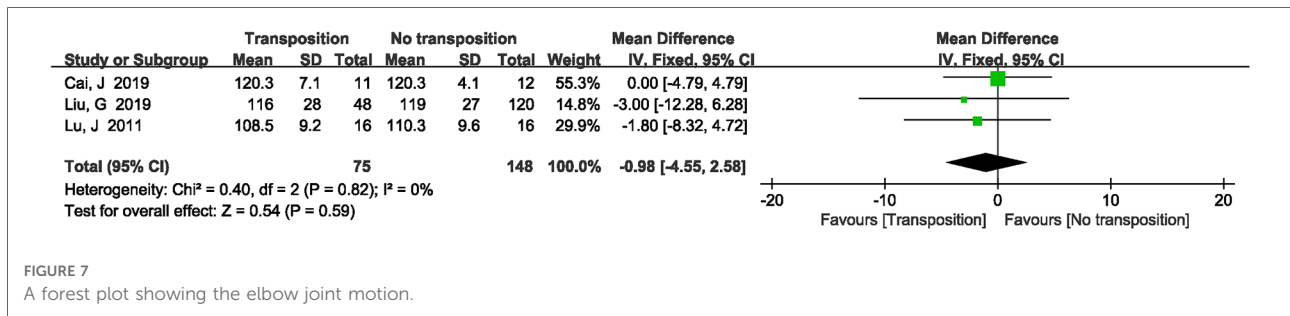 Transposition No transposition Mean Difference Mean Difference
Study or Subgroup Mean SD Total Mean SD Total Weight IV, Fixed, 95% CI IV, Fixed, 95% CI
Cai, J 2019 120.3 7.1 11 120.3 4.1 12 55.3% 0.00 [-4.79, 4.79]
Liu, G 2019 116 28 48 119 27 120 14.8% -3.00 [-12.28, 6.28]
Lu, J 2011 108.5 9.2 16 110.3 9.6 16 29.9% -1.80 [-8.32, 4.72]
Total (95% CI) 75 148 100.0% -0.98 [-4.55, 2.58]
Heterogeneity: Chi² = 0.40, df = 2 (P = 0.82); I² = 0%
Test for overall effect: Z = 0.54 (P = 0.59)
-20 -10 0 10 20
Favours [Transposition] Favours [No transposition]
FIGURE 7
A forest plot showing the elbow joint motion.